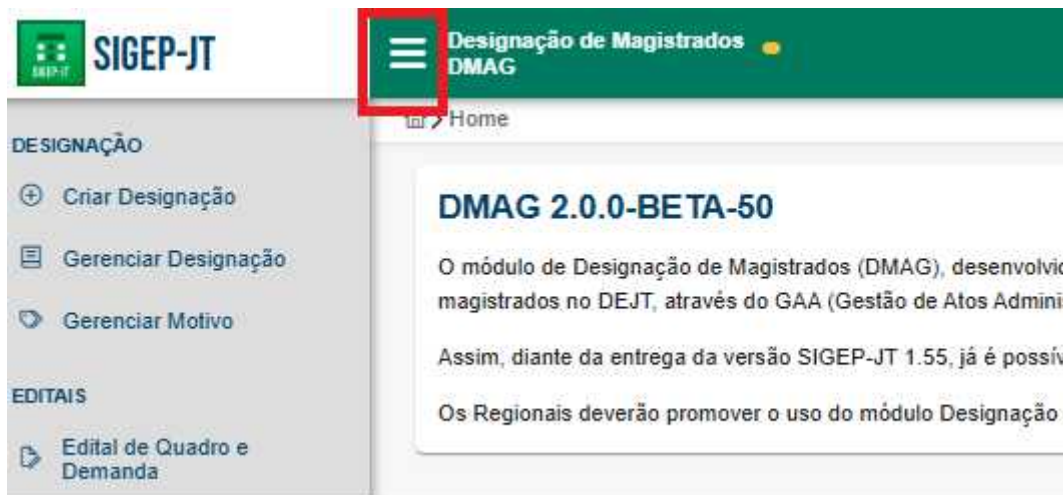 SIGEP-JT
SIGEP-JT
Designação de Magistrados
DMAG
Home
DESIGNAÇÃO
Criar Designação
Gerenciar Designação
Gerenciar Motivo
EDITAIS
Edital de Quadro e
Demanda
DMAG 2.0.0-BETA-50
O módulo de Designação de Magistrados (DMAG),
magistrados no DEJT, através do GAA (Gestão de Atos
Assim, diante da entrega da versão SIGEP-JT 1.55, já é
Os Regionais deverão promover o uso do módulo Designação